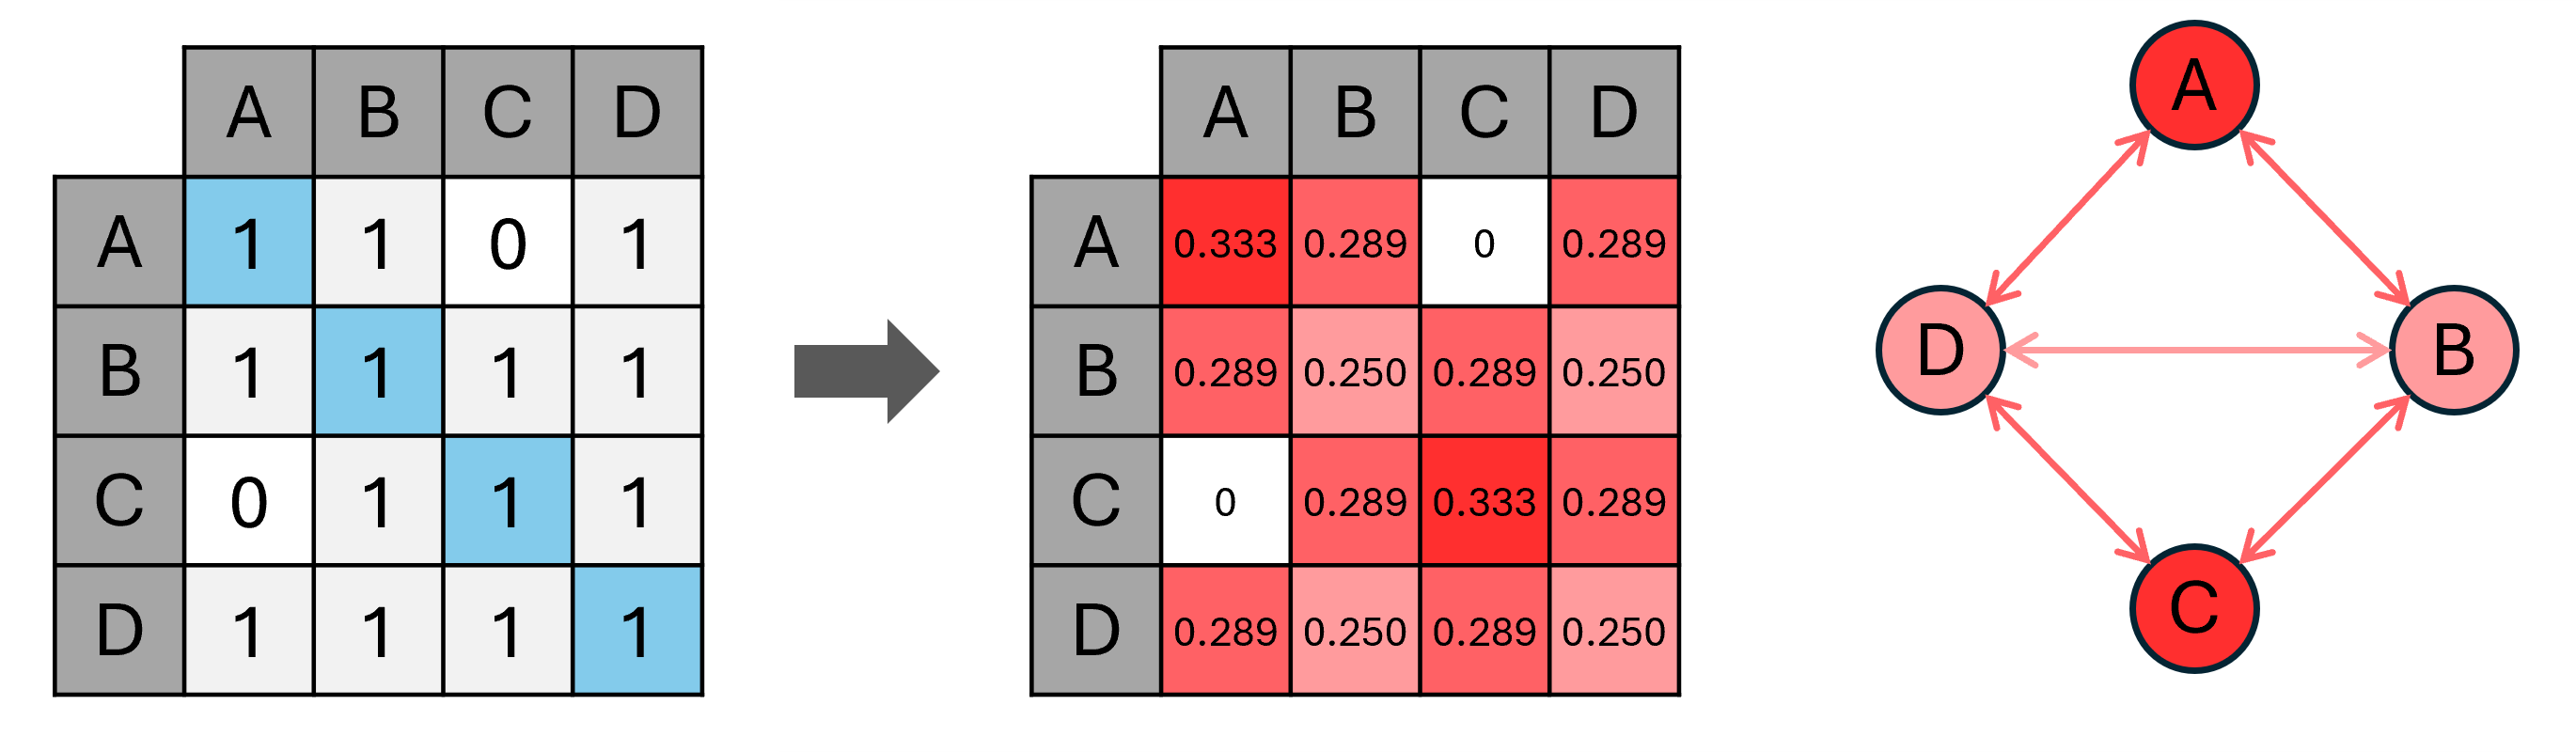 A B C D
A 1 1 0 1
B 1 1 1 1
C 0 1 1 1
D 1 1 1 1
A B C D
A 0.333 0.289 0 0.289
B 0.289 0.250 0.289 0.250
C 0 0.289 0.333 0.289
D 0.289 0.250 0.289 0.250
A
D B
C